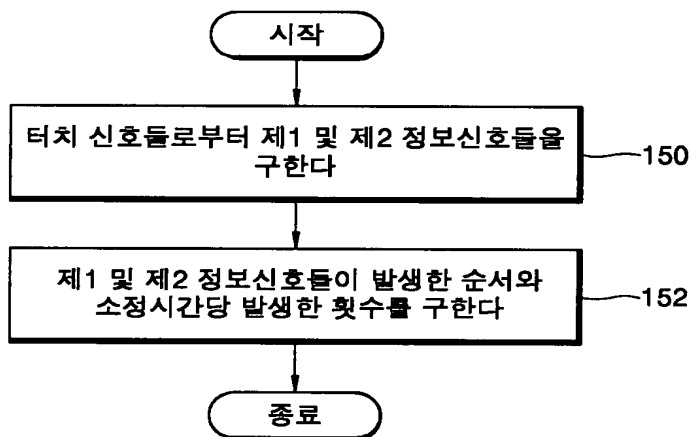 시작
터치 신호들로부터 제1 및 제2 정보신호들을
구한다
150
제1 및 제2 정보신호들이 발생한 순서와
소정시간당 발생한 횟수를 구한다
152
종료